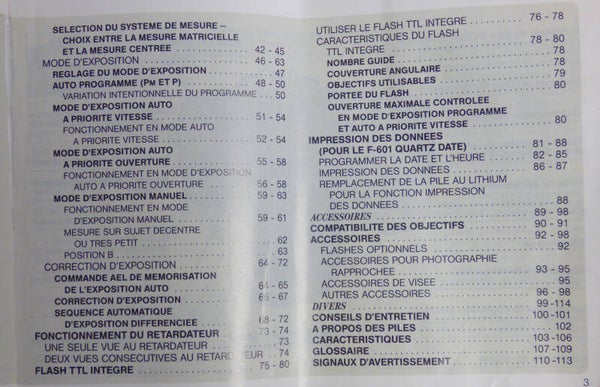 SELECTION DU SYSTEME DE MESURE –
CHOIX ENTRE LA MESURE MATRICIELLE
ET LA MESURE CENTREE . . . . . . . . . . . . . . 42 - 45
MODE D'EXPOSITION . . . . . . . . . . . . . . . . . . 46 - 63
REGLAGE DU MODE D'EXPOSITION . . . . . . . . . . 47
AUTO PROGRAMME (PM ET P) . . . . . . . . . . . 48 - 50
VARIATION INTENTIONNELLE DU PROGRAMME . . . 50
MODE D'EXPOSITION AUTO
A PRIORITE VITESSE . . . . . . . . . . . . . . . . 51 - 54
FONCTIONNEMENT EN MODE AUTO
A PRIORITE VITESSE . . . . . . . . . . . . . . . 52 - 54
MODE D'EXPOSITION AUTO
A PRIORITE OUVERTURE . . . . . . . . . . . . . 55 - 58
FONCTIONNEMENT EN MODE D'EXPOSITION
AUTO A PRIORITE OUVERTURE . . . . . . . . 56 - 58
MODE D'EXPOSITION MANUEL . . . . . . . . . . . 59 - 63
FONCTIONNEMENT EN MODE
D'EXPOSITION MANUEL . . . . . . . . . . . . . 59 - 61
MESURE SUR SUJET DECENTRE
OU TRES PETIT . . . . . . . . . . . . . . . . . . . . 62
POSITION B . . . . . . . . . . . . . . . . . . . . . . . 63
CORRECTION D'EXPOSITION . . . . . . . . . . . . 64 - 72
COMMANDE AEL DE MEMORISATION
DE L'EXPOSITION AUTO . . . . . . . . . . . . . 64 - 65
CORRECTION D'EXPOSITION . . . . . . . . . . . 66 - 67
SEQUENCE AUTOMATIQUE
D'EXPOSITION DIFFERENCIEE . . . . . . . . . . 68 - 72
FONCTIONNEMENT DU RETARDATEUR . . . . . . . 73 - 74
UNE SEULE VUE AU RETARDATEUR . . . . . . . . . 73
DEUX VUES CONSECUTIVES AU RETARDATEUR . . 74
FLASH TTL INTEGRE . . . . . . . . . . . . . . . . . . 75 - 80
UTILISER LE FLASH TTL INTEGRE . . . . . . . . . 76 - 78
CARACTERISTIQUES DU FLASH
TTL INTEGRE . . . . . . . . . . . . . . . . . . . . 78 - 80
NOMBRE GUIDE . . . . . . . . . . . . . . . . . . . . . 78
COUVERTURE ANGULAIRE . . . . . . . . . . . . . . . 78
OBJECTIFS UTILISABLES . . . . . . . . . . . . . . . . 79
PORTEE DU FLASH . . . . . . . . . . . . . . . . . . . 80
OUVERTURE MAXIMALE CONTROLEE
EN MODE D'EXPOSITION PROGRAMME
ET AUTO A PRIORITE VITESSE . . . . . . . . . . . 80
IMPRESSION DES DONNEES
(POUR LE F-601 QUARTZ DATE) . . . . . . . . . . 81 - 88
PROGRAMMER LA DATE ET L'HEURE . . . . . . . 82 - 85
IMPRESSION DES DONNEES . . . . . . . . . . . . 86 - 87
REMPLACEMENT DE LA PILE AU LITHIUM
POUR LA FONCTION IMPRESSION
DES DONNEES . . . . . . . . . . . . . . . . . . . . . 88
ACCESSOIRES . . . . . . . . . . . . . . . . . . . . . 89 - 98
COMPATIBILITE DES OBJECTIFS . . . . . . . . . . 90 - 91
ACCESSOIRES . . . . . . . . . . . . . . . . . . . . . 92 - 98
FLASHES OPTIONNELS . . . . . . . . . . . . . . . . . 92
ACCESSOIRES POUR PHOTOGRAPHIE
RAPPROCHEE . . . . . . . . . . . . . . . . . . . . 93 - 95
ACCESSOIRES DE VISEE . . . . . . . . . . . . . . . . 95
AUTRES ACCESSOIRES . . . . . . . . . . . . . . 96 - 98
DIVERS . . . . . . . . . . . . . . . . . . . . . . . . . 99-114
CONSEILS D'ENTRETIEN . . . . . . . . . . . . . . 100-101
A PROPOS DES PILES . . . . . . . . . . . . . . . . . . 102
CARACTERISTIQUES . . . . . . . . . . . . . . . . . 103-106
GLOSSAIRE . . . . . . . . . . . . . . . . . . . . . . . 107-109
SIGNAUX D'AVERTISSEMENT . . . . . . . . . . . . 110-113
3